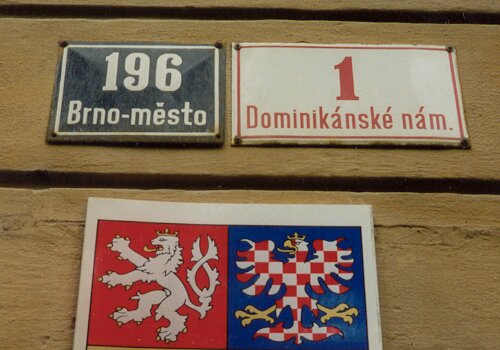 196
Brno-město
1
Dominikánské nám.